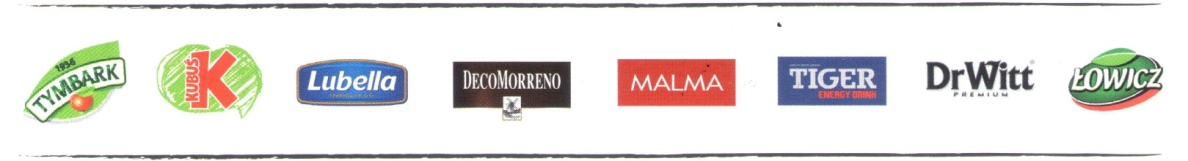 1936
TYMBARK
KUBUŚ
K
Lubella
DECOMORRENO
MALMA
TIGER
ENERGY DRINK
DrWitt
PREMIUM
ŁOWICZ